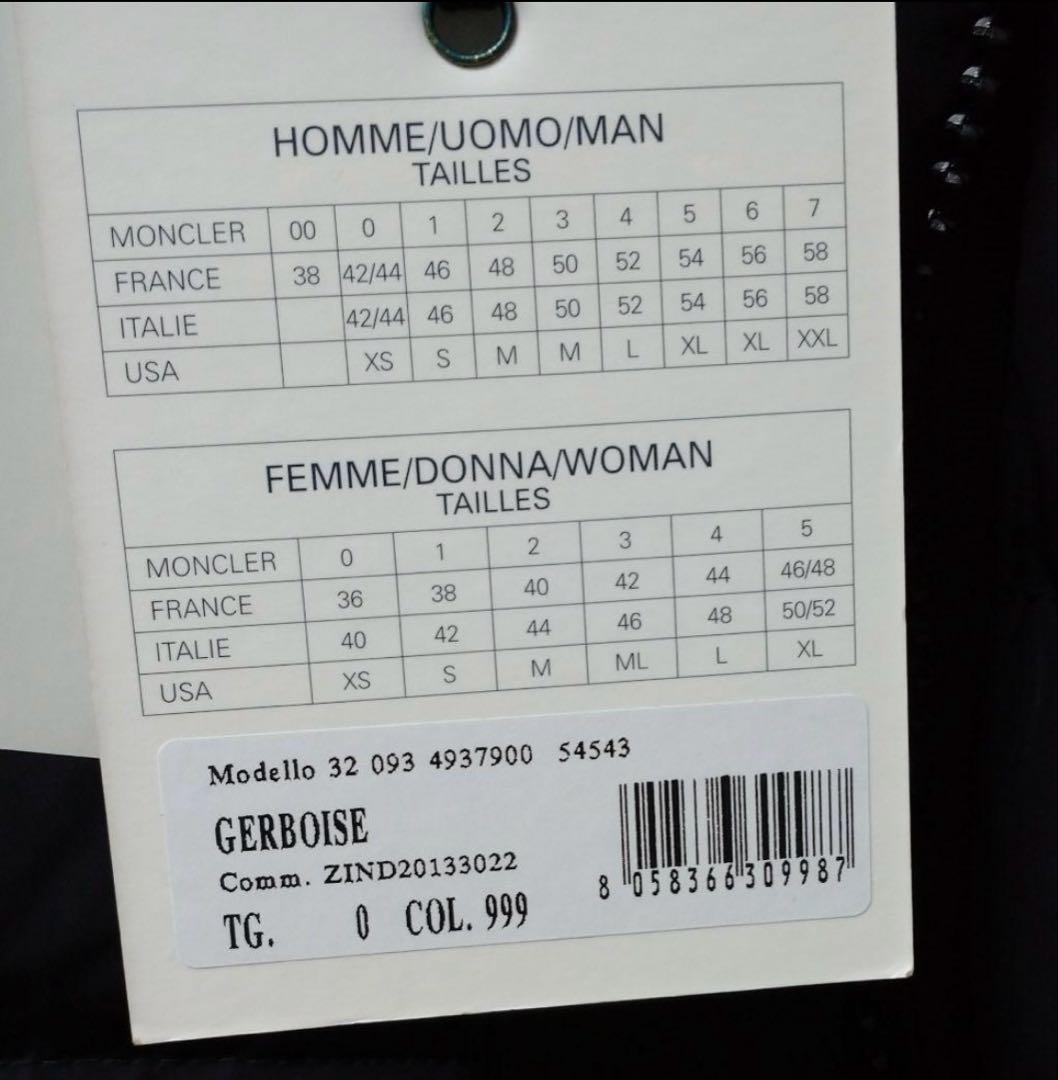 HOMME/UOMO/MAN
TAILLES
MONCLER 00 0 1 2 3 4 5 6 7
FRANCE 38 42/44 46 48 50 52 54 56 58
ITALIE 42/44 46 48 50 52 54 56 58
USA XS S M M L XL XL XXL
FEMME/DONNA/WOMAN
TAILLES
MONCLER 0 1 2 3 4 5
FRANCE 36 38 40 42 44 46/48
ITALIE 40 42 44 46 48 50/52
USA XS S M ML L XL
Modello 32 093 4937900 54543
GERBOISE
Comm. ZIND20133022
TG. 0 COL. 999
8 058366 309987